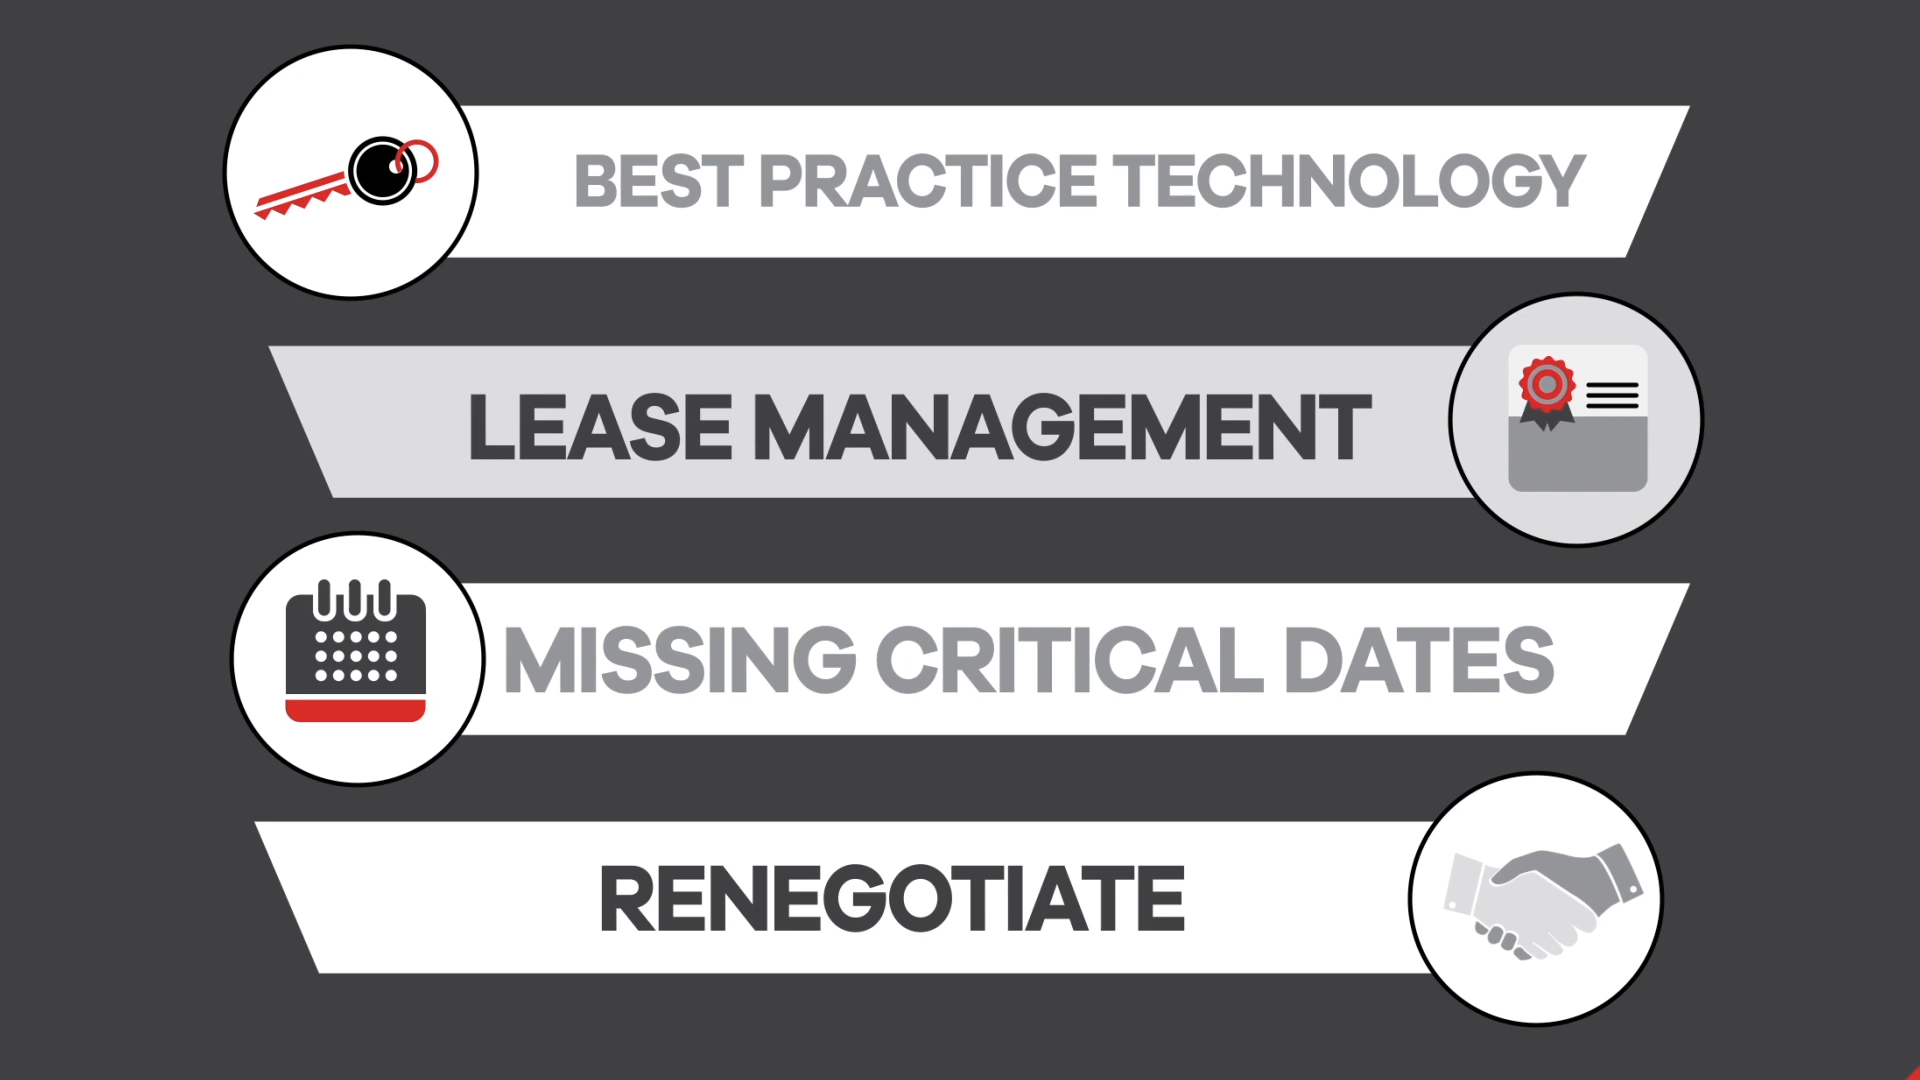 BEST PRACTICE TECHNOLOGY
LEASE MANAGEMENT
MISSING CRITICAL DATES
RENEGOTIATE